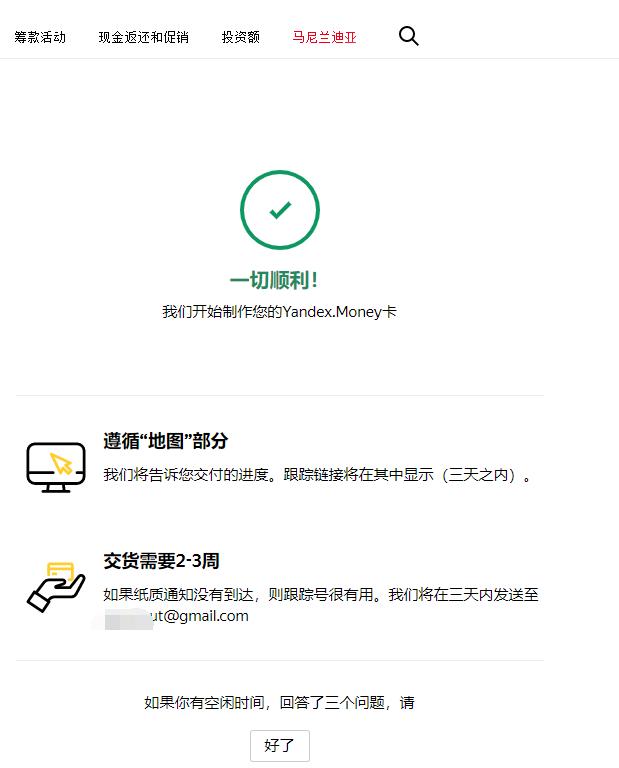 筹款活动 现金返还和促销 投资额 马尼兰迪亚
一切顺利！
我们开始制作您的Yandex.Money卡
遵循“地图”部分
我们将告诉您交付的进度。跟踪链接将在其中显示（三天之内）。
交货需要2-3周
如果纸质通知没有到达，则跟踪号很有用。我们将在三天内发送至
ut@gmail.com
如果你有空闲时间，回答了三个问题，请
好了